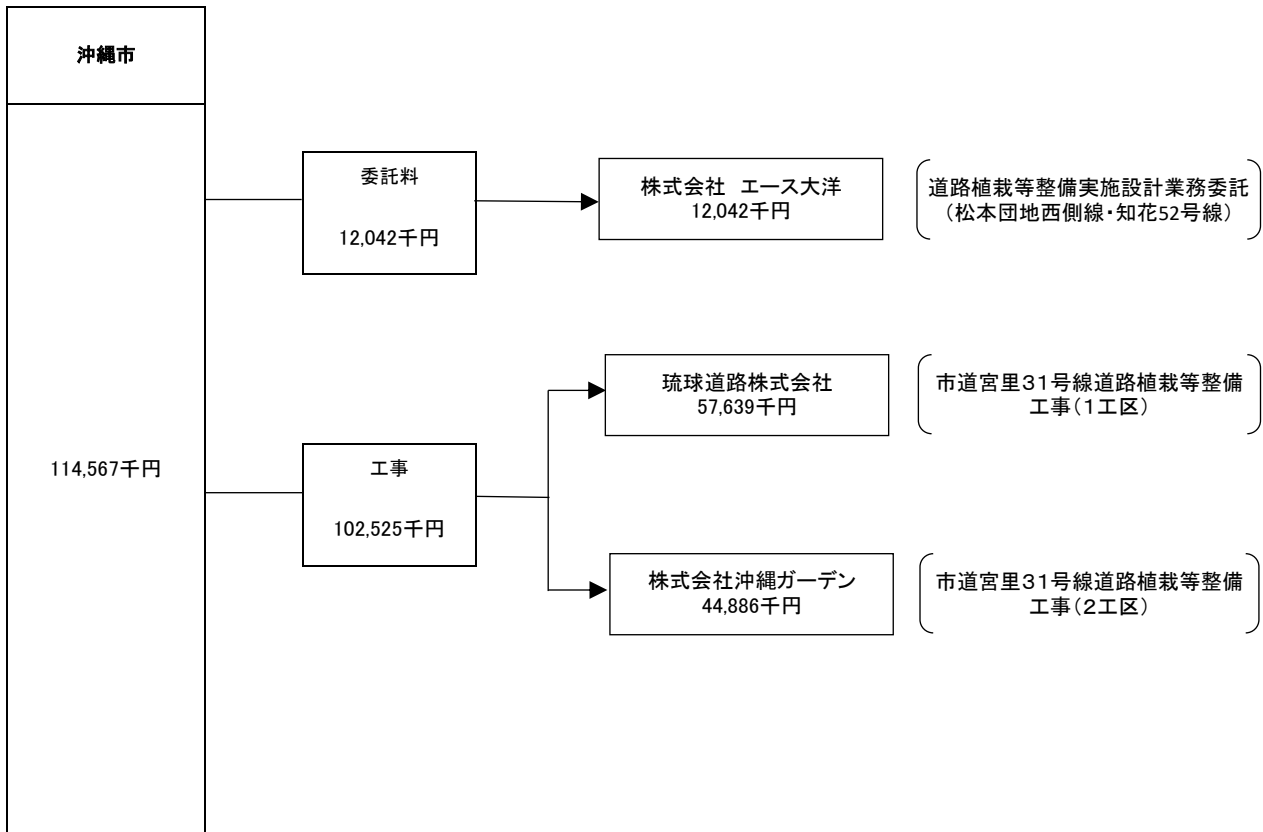 沖縄市
114,567千円
委託料
12,042千円
株式会社　エース大洋
12,042千円
道路植栽等整備実施設計業務委託
（松本団地西側線・知花52号線）
工事
102,525千円
琉球道路株式会社
57,639千円
市道宮里３１号線道路植栽等整備
工事（１工区）
株式会社沖縄ガーデン
44,886千円
市道宮里３１号線道路植栽等整備
工事（２工区）